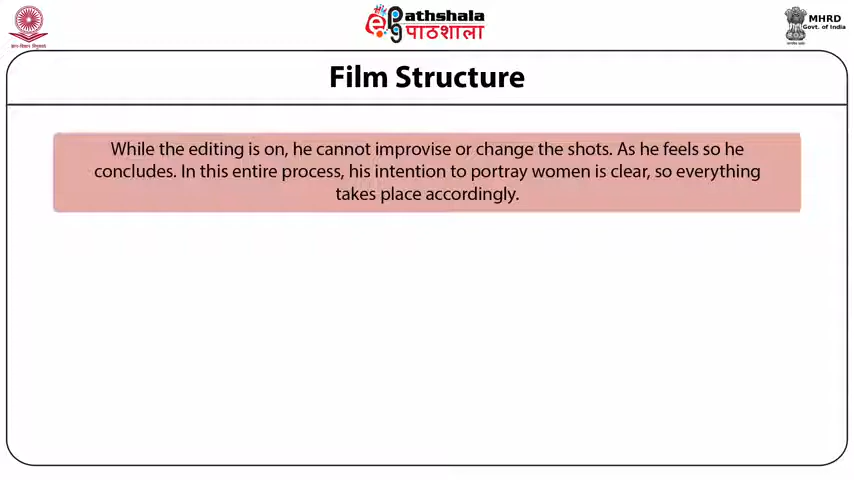 ePathshala
पाठशाला
MHRD
Govt. of India
Film Structure
While the editing is on, he cannot improvise or change the shots. As he feels so he
concludes. In this entire process, his intention to portray women is clear, so everything
takes place accordingly.